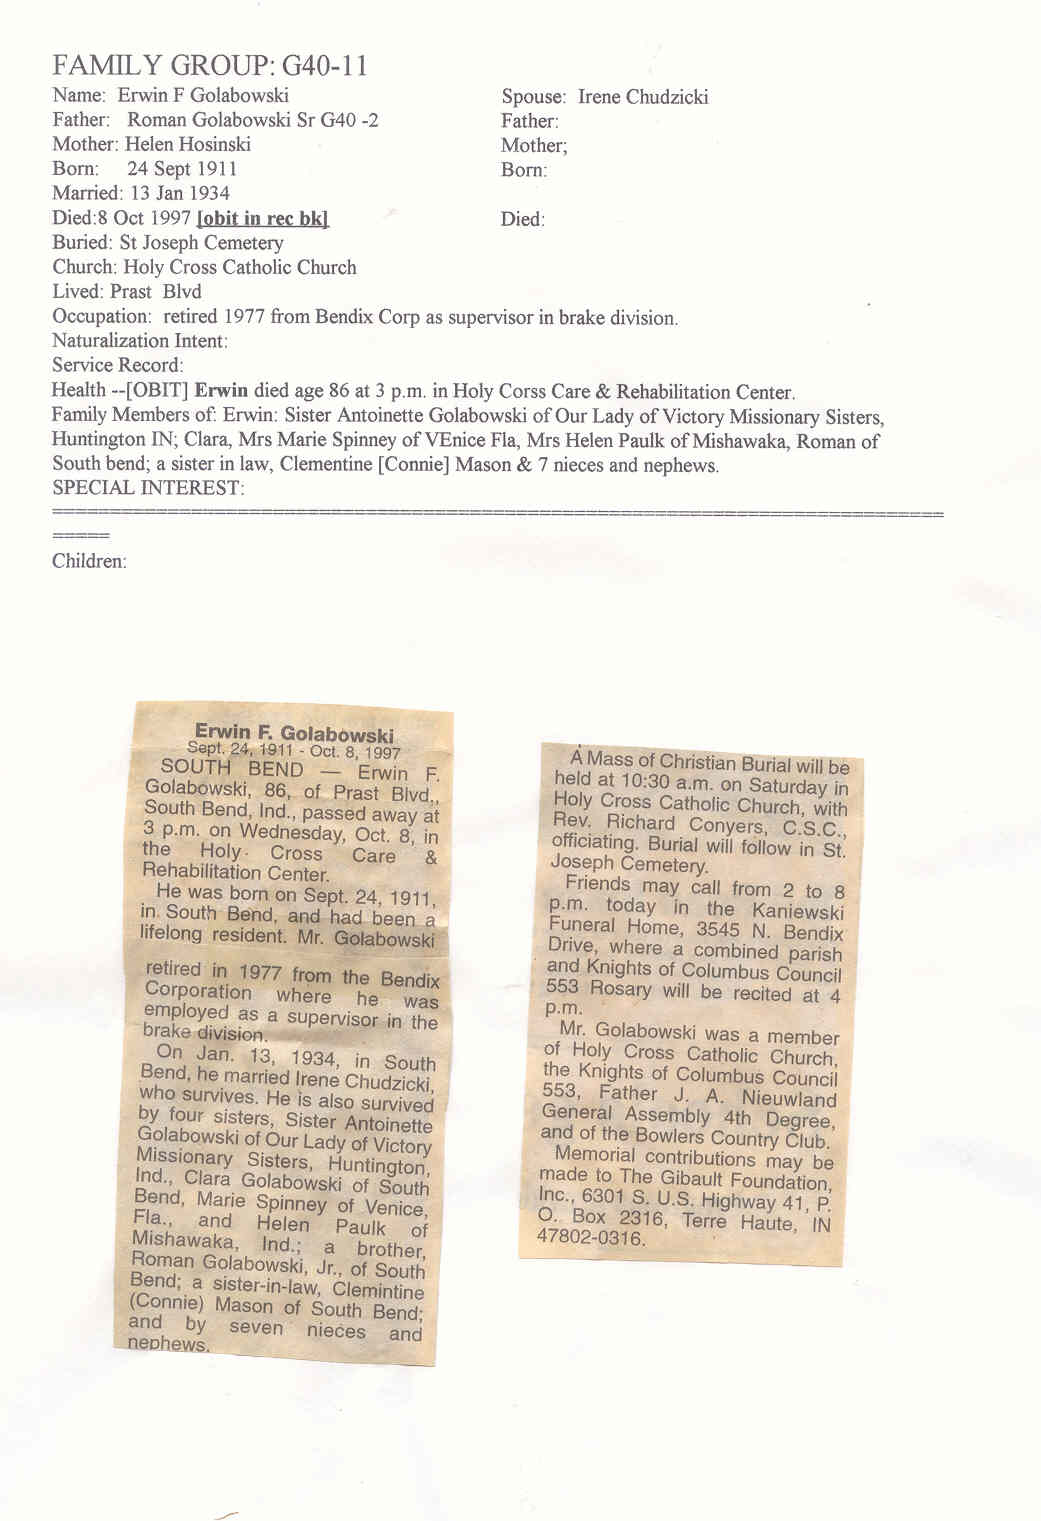 FAMILY GROUP: G40-11
Name:  Erwin F Golabowski
Spouse:  Irene Chudzicki
Father:   Roman Golabowski Sr G40 -2
Father:
Mother: Helen Hosinski
Mother;
Born:     24 Sept 1911
Born:
Married: 13 Jan 1934
Died:8 Oct 1997 [obit in rec bk]
Died:
Buried: St Joseph Cemetery
Church: Holy Cross Catholic Church
Lived: Prast  Blvd
Occupation:  retired 1977 from Bendix Corp as supervisor in brake division.
Naturalization Intent:
Service Record:
Health --[OBIT] Erwin died age 86 at 3 p.m. in Holy Corss Care & Rehabilitation Center.
Family Members of: Erwin: Sister Antoinette Golabowski of Our Lady of Victory Missionary Sisters,
Huntington IN; Clara, Mrs Marie Spinney of VEnice Fla, Mrs Helen Paulk of Mishawaka, Roman of
South bend; a sister in law, Clementine [Connie] Mason & 7 nieces and nephews.
SPECIAL INTEREST:
Children:
Erwin F. Golabowski
Sept. 24, 1911 - Oct. 8, 1997
SOUTH BEND — Erwin F.
Golabowski, 86, of Prast Blvd.,
South Bend, Ind., passed away at
3 p.m. on Wednesday, Oct. 8, in
the Holy Cross Care &
Rehabilitation Center.
He was born on Sept. 24, 1911,
in South Bend, and had been a
lifelong resident. Mr. Golabowski
retired in 1977 from the Bendix
Corporation where he was
employed as a supervisor in the
brake division.
On Jan. 13, 1934, in South
Bend, he married Irene Chudzicki,
who survives. He is also survived
by four sisters, Sister Antoinette
Golabowski of Our Lady of Victory
Missionary Sisters, Huntington,
Ind., Clara Golabowski of South
Bend, Marie Spinney of Venice,
Fla., and Helen Paulk of
Mishawaka, Ind.; a brother,
Roman Golabowski, Jr., of South
Bend; a sister-in-law, Clemintine
(Connie) Mason of South Bend;
and by seven nieces and
nephews.
A Mass of Christian Burial will be
held at 10:30 a.m. on Saturday in
Holy Cross Catholic Church, with
Rev. Richard Conyers, C.S.C.,
officiating. Burial will follow in St.
Joseph Cemetery.
Friends may call from 2 to 8
p.m. today in the Kaniewski
Funeral Home, 3545 N. Bendix
Drive, where a combined parish
and Knights of Columbus Council
553 Rosary will be recited at 4
p.m.
Mr. Golabowski was a member
of Holy Cross Catholic Church,
the Knights of Columbus Council
553, Father J. A. Nieuwland
General Assembly 4th Degree,
and of the Bowlers Country Club.
Memorial contributions may be
made to The Gibault Foundation,
Inc., 6301 S. U.S. Highway 41, P.
O. Box 2316, Terre Haute, IN
47802-0316.